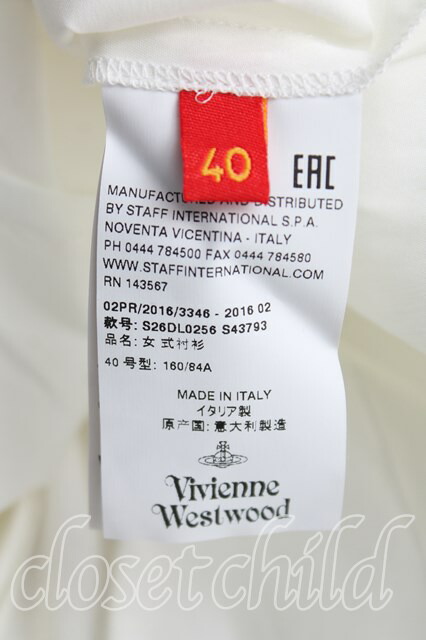 40
EAC
MANUFACTURED AND DISTRIBUTED
BY STAFF INTERNATIONAL S.P.A.
NOVENTA VICENTINA - ITALY
PH 0444 784500 FAX 0444 784580
WWW.STAFFINTERNATIONAL.COM
RN 143567
02PR/2016/3346 - 2016 02
款号: S26DL0256 S43793
品名: 女式衬衫
40 号型: 160/84A
MADE IN ITALY
イタリア製
原产国: 意大利製造
Vivienne
Westwood
closet child